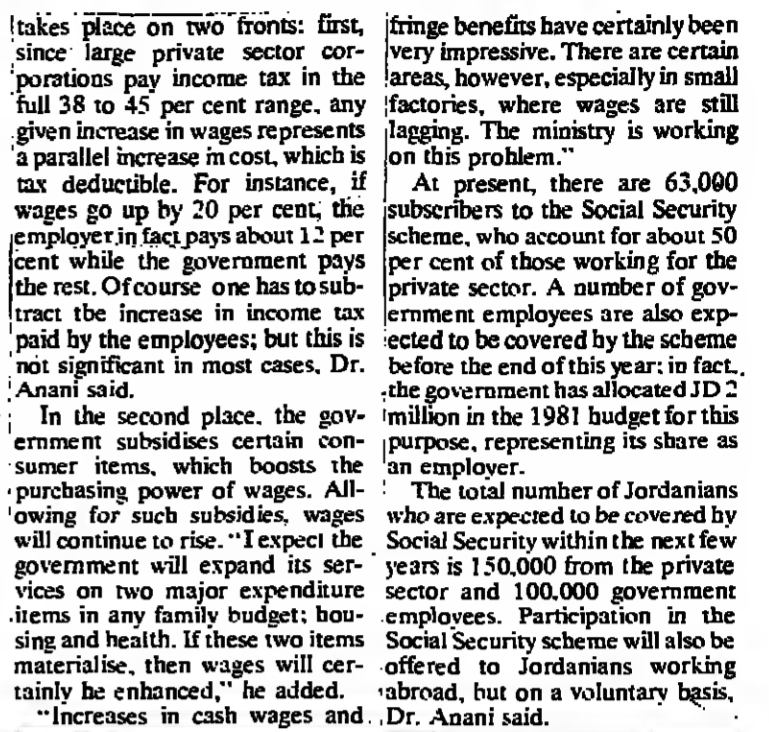 takes place on two fronts: first,
since large private sector cor-
porations pay income tax in the
full 38 to 45 per cent range, any
given increase in wages represents
a parallel increase in cost, which is
tax deductible. For instance, if
wages go up by 20 per cent, the
employer in fact pays about 12 per
cent while the government pays
the rest. Of course one has to sub-
tract the increase in income tax
paid by the employees; but this is
not significant in most cases, Dr.
Anani said.
In the second place, the gov-
ernment subsidises certain con-
sumer items, which boosts the
purchasing power of wages. All-
owing for such subsidies, wages
will continue to rise. "I expect the
government will expand its ser-
vices on two major expenditure
items in any family budget: hou-
sing and health. If these two items
materialise, then wages will cer-
tainly be enhanced," he added.
"Increases in cash wages and
fringe benefits have certainly been
very impressive. There are certain
areas, however, especially in small
factories, where wages are still
lagging. The ministry is working
on this problem."
At present, there are 63,000
subscribers to the Social Security
scheme, who account for about 50
per cent of those working for the
private sector. A number of gov-
ernment employees are also exp-
ected to be covered by the scheme
before the end of this year: in fact,
the government has allocated JD 2
million in the 1981 budget for this
purpose, representing its share as
an employer.
The total number of Jordanians
who are expected to be covered by
Social Security within the next few
years is 150,000 from the private
sector and 100,000 government
employees. Participation in the
Social Security scheme will also be
offered to Jordanians working
abroad, but on a voluntary basis,
Dr. Anani said.